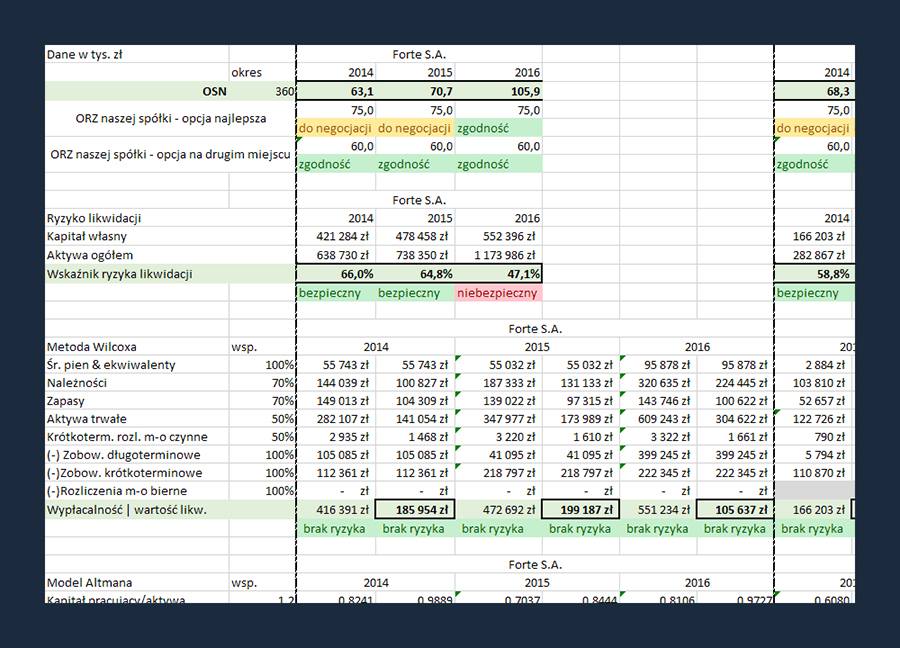 Dane w tys. zł Forte S.A.
okres 2014 2015 2016 2014
OSN 360 63,1 70,7 105,9 68,3
75,0 75,0 75,0 75,0
ORZ naszej spółki - opcja najlepsza
do negocjacji do negocjacji zgodność do negocjacji
60,0 60,0 60,0 60,0
ORZ naszej spółki - opcja na drugim miejscu
zgodność zgodność zgodność zgodność
Forte S.A.
Ryzyko likwidacji 2014 2015 2016 2014
Kapitał własny 421 284 zł 478 458 zł 552 396 zł 166 203 zł
Aktywa ogółem 638 730 zł 738 350 zł 1 173 986 zł 282 867 zł
Wskaźnik ryzyka likwidacji 66,0% 64,8% 47,1% 58,8%
bezpieczny bezpieczny niebezpieczny bezpieczny
Forte S.A.
Metoda Wilcoxa wsp. 2014 2015 2016 201
Śr. pien & ekwiwalenty 100% 55 743 zł 55 743 zł 55 032 zł 55 032 zł 95 878 zł 95 878 zł 2 884 zł
Należności 70% 144 039 zł 100 827 zł 187 333 zł 131 133 zł 320 635 zł 224 445 zł 103 810 zł
Zapasy 70% 149 013 zł 104 309 zł 139 022 zł 97 315 zł 143 746 zł 100 622 zł 52 657 zł
Aktywa trwałe 50% 282 107 zł 141 054 zł 347 977 zł 173 989 zł 609 243 zł 304 622 zł 122 726 zł
Krótkoterm. rozl. m-o czynne 50% 2 935 zł 1 468 zł 3 220 zł 1 610 zł 3 322 zł 1 661 zł 790 zł
(-) Zobow. długoterminowe 100% 105 085 zł 105 085 zł 41 095 zł 41 095 zł 399 245 zł 399 245 zł 5 794 zł
(-)Zobow. krótkoterminowe 100% 112 361 zł 112 361 zł 218 797 zł 218 797 zł 222 345 zł 222 345 zł 110 870 zł
(-)Rozliczenia m-o bierne 100% - zł - zł - zł - zł - zł - zł
Wypłacalność | wartość likw. 416 391 zł 185 954 zł 472 692 zł 199 187 zł 551 234 zł 105 637 zł 166 203 zł
brak ryzyka brak ryzyka brak ryzyka brak ryzyka brak ryzyka brak ryzyka brak ryzyka
Forte S.A.
Model Altmana wsp. 2014 2015 2016 201
Kapitał pracujący/aktywa 1,2 0,8241 0,9889 0,7037 0,8444 0,8106 0,9727 0,6080